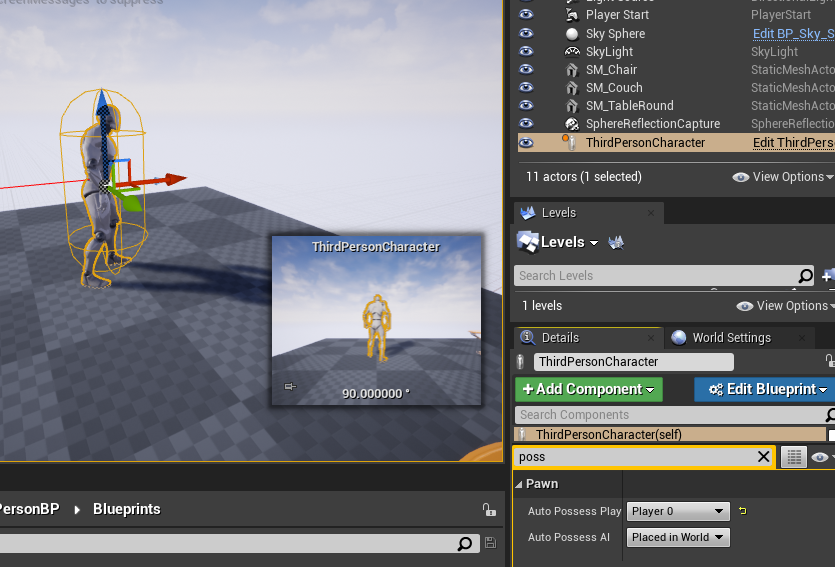 screenMessages' to suppress
Player Start PlayerStart
Sky Sphere Edit BP_Sky_S
SkyLight SkyLight
SM_Chair StaticMeshActo
SM_Couch StaticMeshActo
SM_TableRound StaticMeshActo
SphereReflectionCapture SphereReflectio
ThirdPersonCharacter Edit ThirdPers
11 actors (1 selected) View Options
Levels
Levels
Search Levels
1 levels View Options
Details World Settings
ThirdPersonCharacter
+Add Component Edit Blueprint
Search Components
ThirdPersonCharacter(self)
poss
Pawn
Auto Possess Play Player 0
Auto Possess AI Placed in World
ThirdPersonCharacter
90.000000 °
PersonBP Blueprints